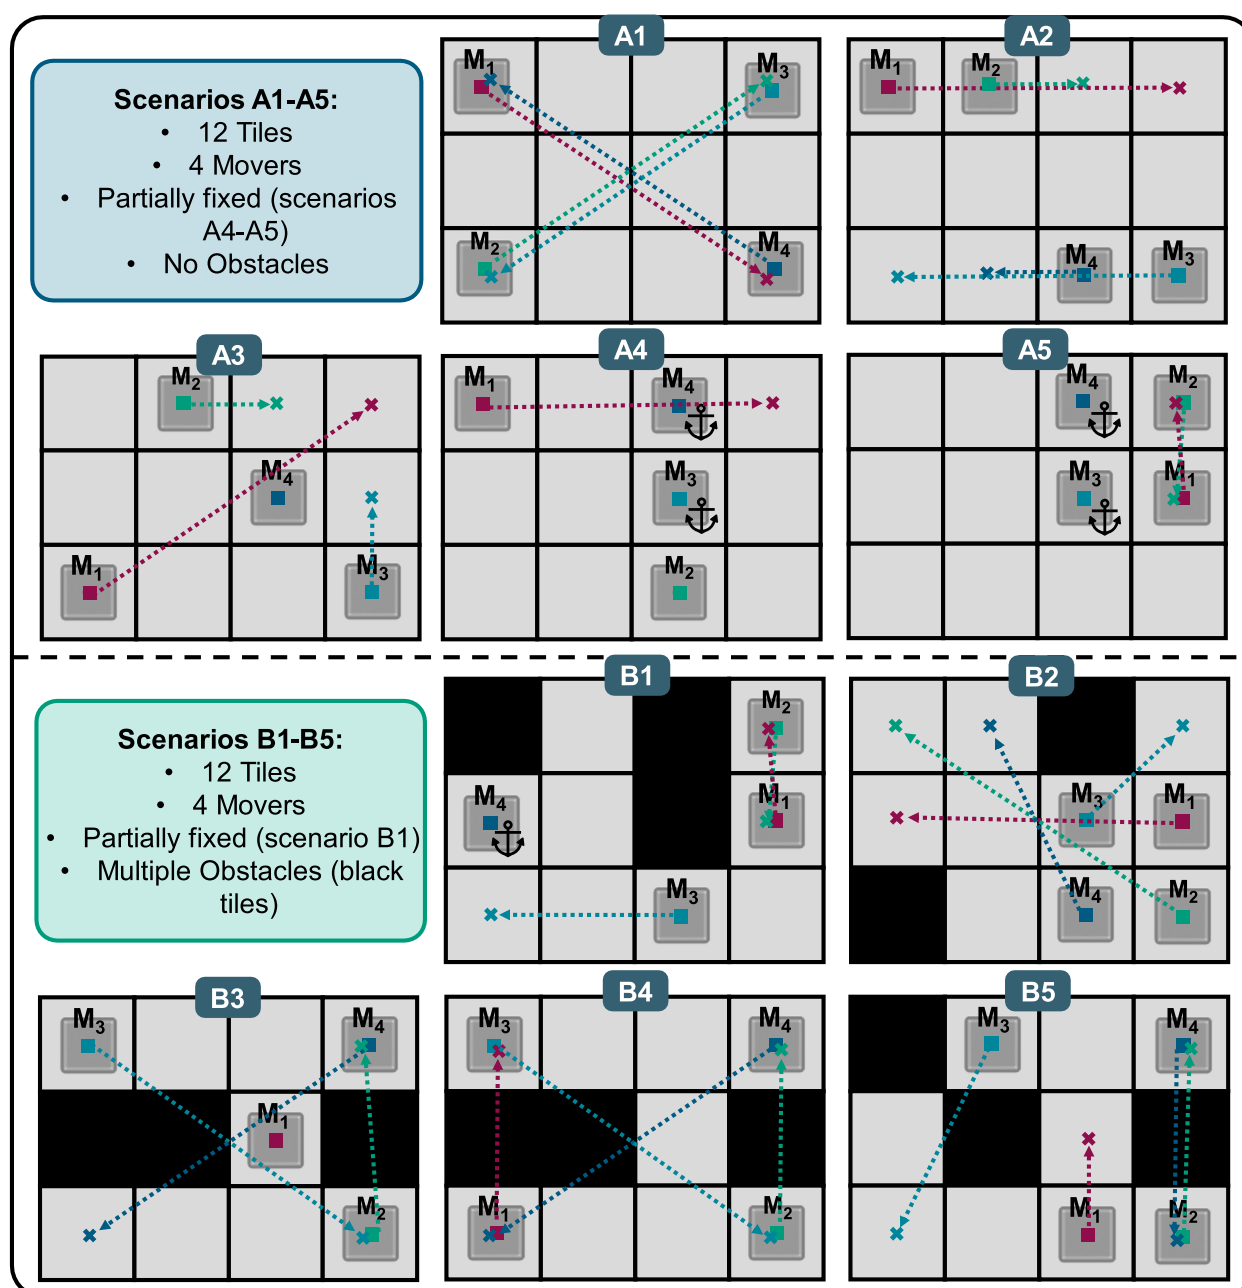 A1
A2
Scenarios A1-A5:
• 12 Tiles
• 4 Movers
• Partially fixed (scenarios
A4-A5)
• No Obstacles
M1
M3
M2
M4
M1
M2
M4
M3
A3
A4
A5
M2
M4
M1
M3
M1
M4
M3
M2
M4
M2
M3
M1
B1
B2
Scenarios B1-B5:
• 12 Tiles
• 4 Movers
• Partially fixed (scenario B1)
• Multiple Obstacles (black
tiles)
M2
M4
M1
M3
M3
M1
M4
M2
B3
B4
B5
M3
M4
M1
M2
M3
M4
M1
M2
M3
M4
M1
M2